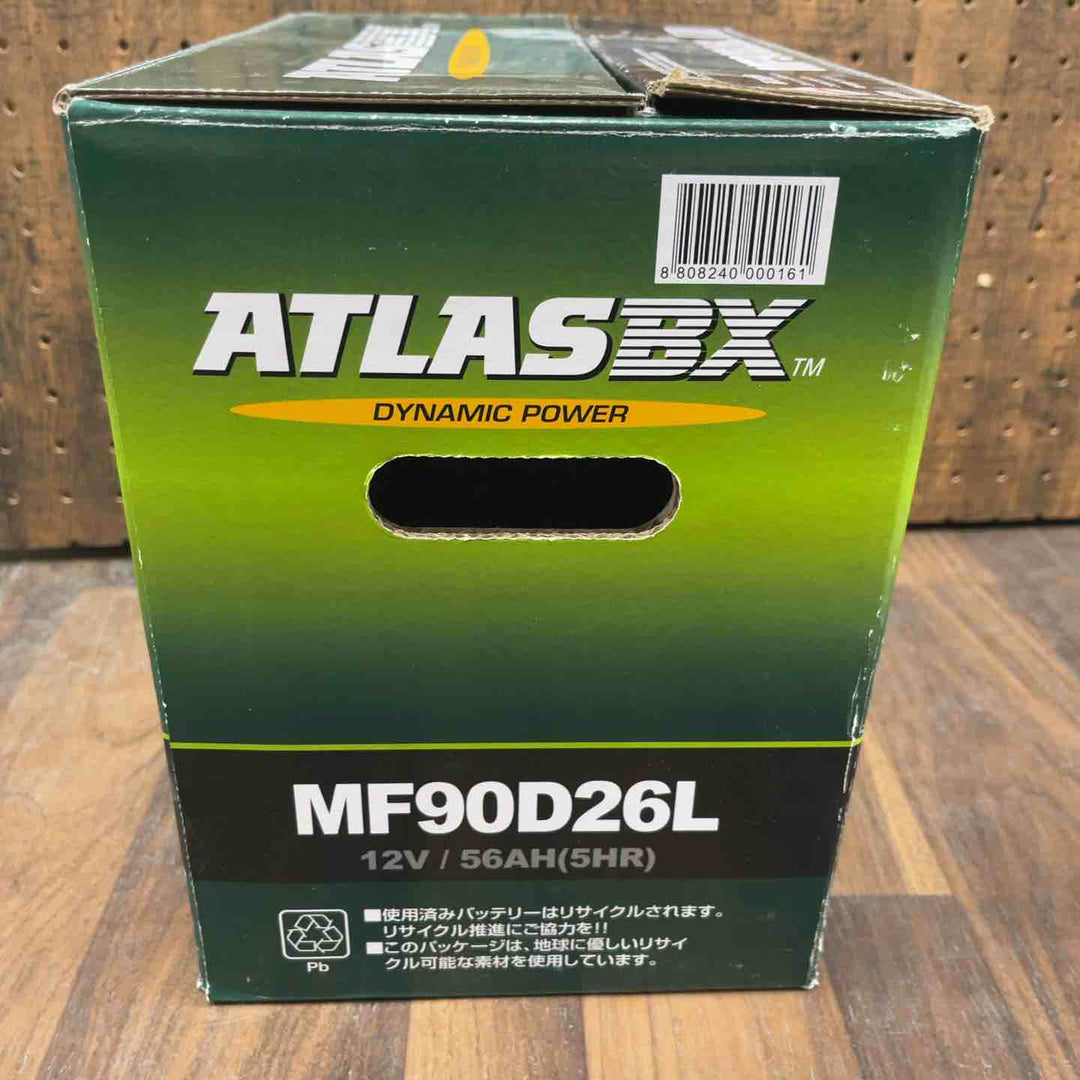 8 808240 000161
ATLASBX TM
DYNAMIC POWER
MF90D26L
12V / 56AH(5HR)
■使用済みバッテリーはリサイクルされます。
リサイクル推進にご協力を!!
■このパッケージは、地球に優しいリサイ
クル可能な素材を使用しています。
Pb